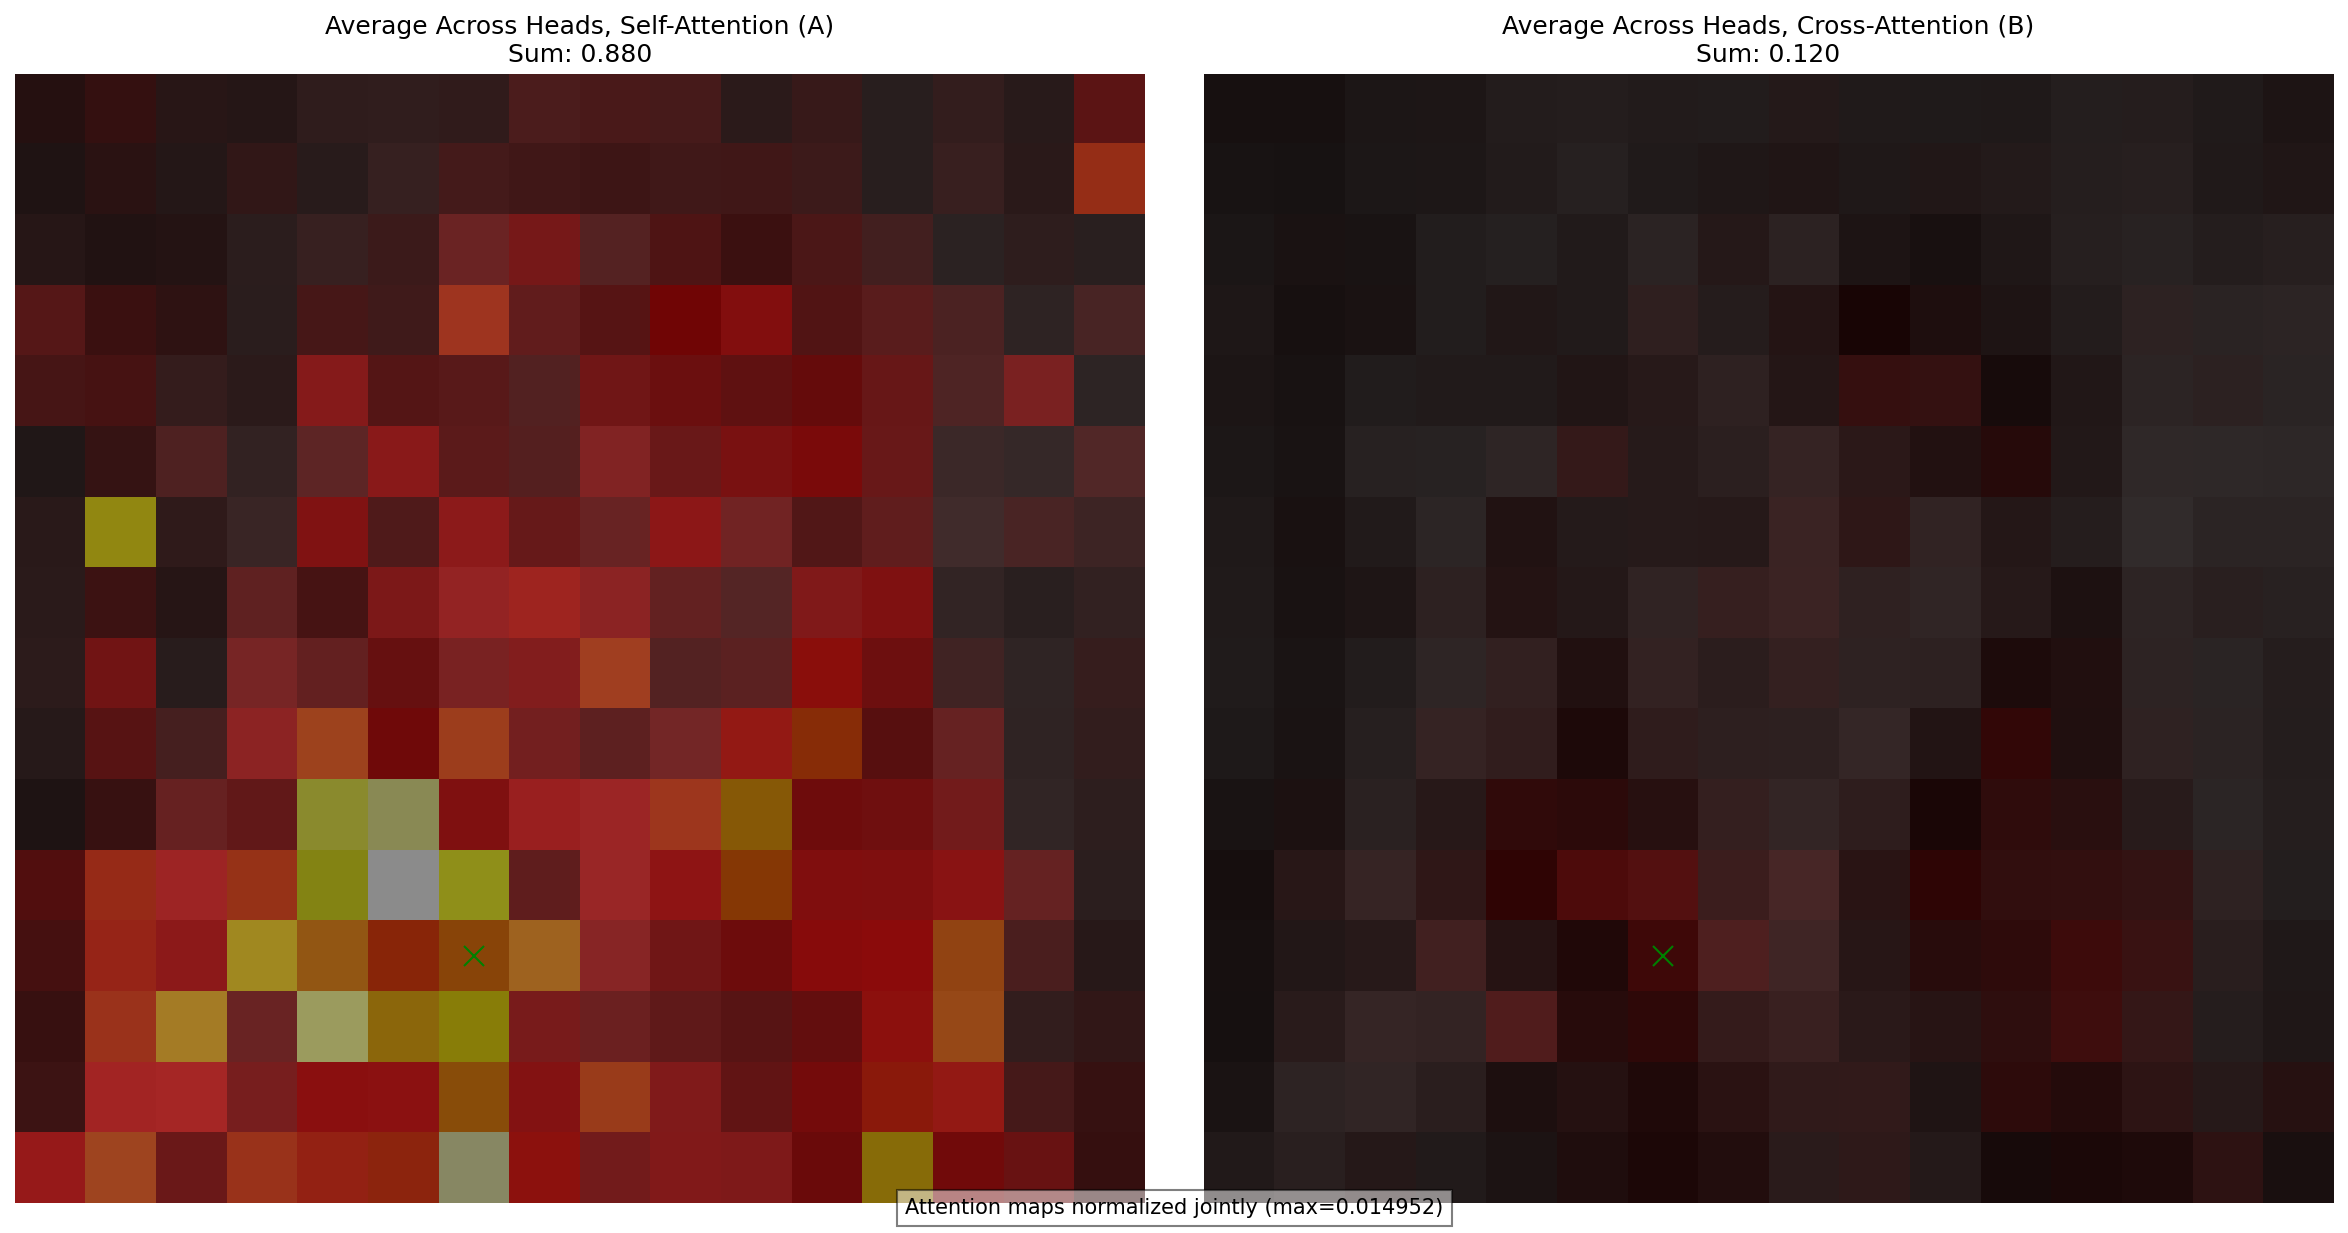 Average Across Heads, Self-Attention (A)
Sum: 0.880
Average Across Heads, Cross-Attention (B)
Sum: 0.120
Attention maps normalized jointly (max=0.014952)